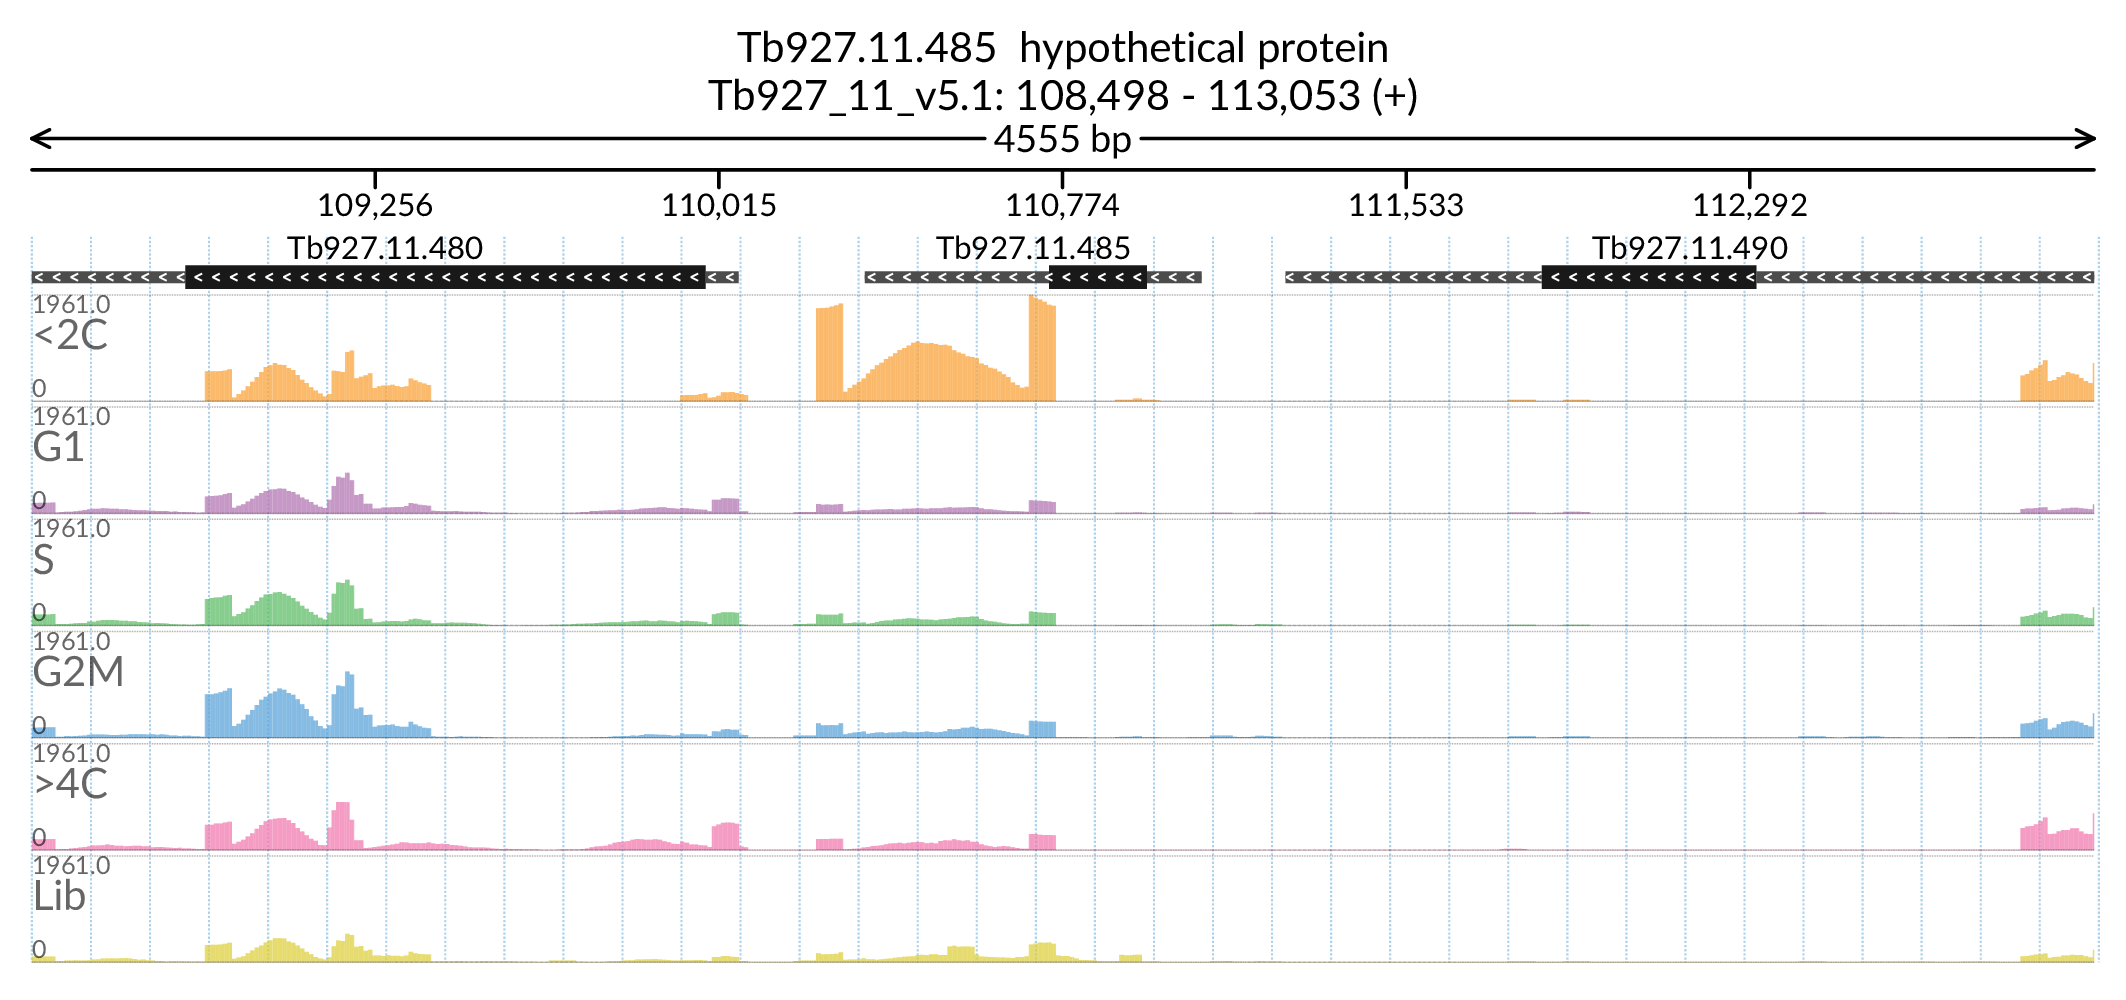 Tb927.11.485  hypothetical protein
Tb927_11_v5.1: 108,498 - 113,053 (+)
4555 bp
109,256 110,015 110,774 111,533 112,292
Tb927.11.480 Tb927.11.485 Tb927.11.490
1961.0
<2C
0
1961.0
G1
0
1961.0
S
0
1961.0
G2M
0
1961.0
>4C
0
1961.0
Lib
0